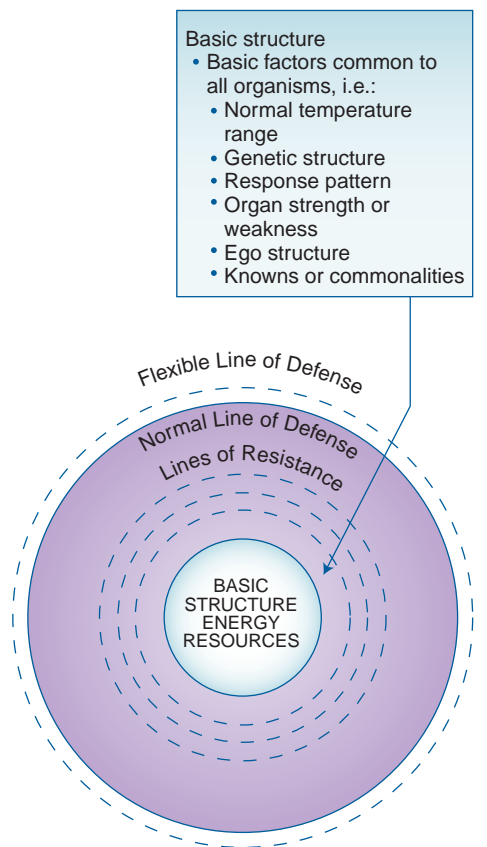 Basic structure
• Basic factors common to
all organisms, i.e.:
• Normal temperature
range
• Genetic structure
• Response pattern
• Organ strength or
weakness
• Ego structure
• Knowns or commonalities
Flexible Line of Defense
Normal Line of Defense
Lines of Resistance
BASIC
STRUCTURE
ENERGY
RESOURCES